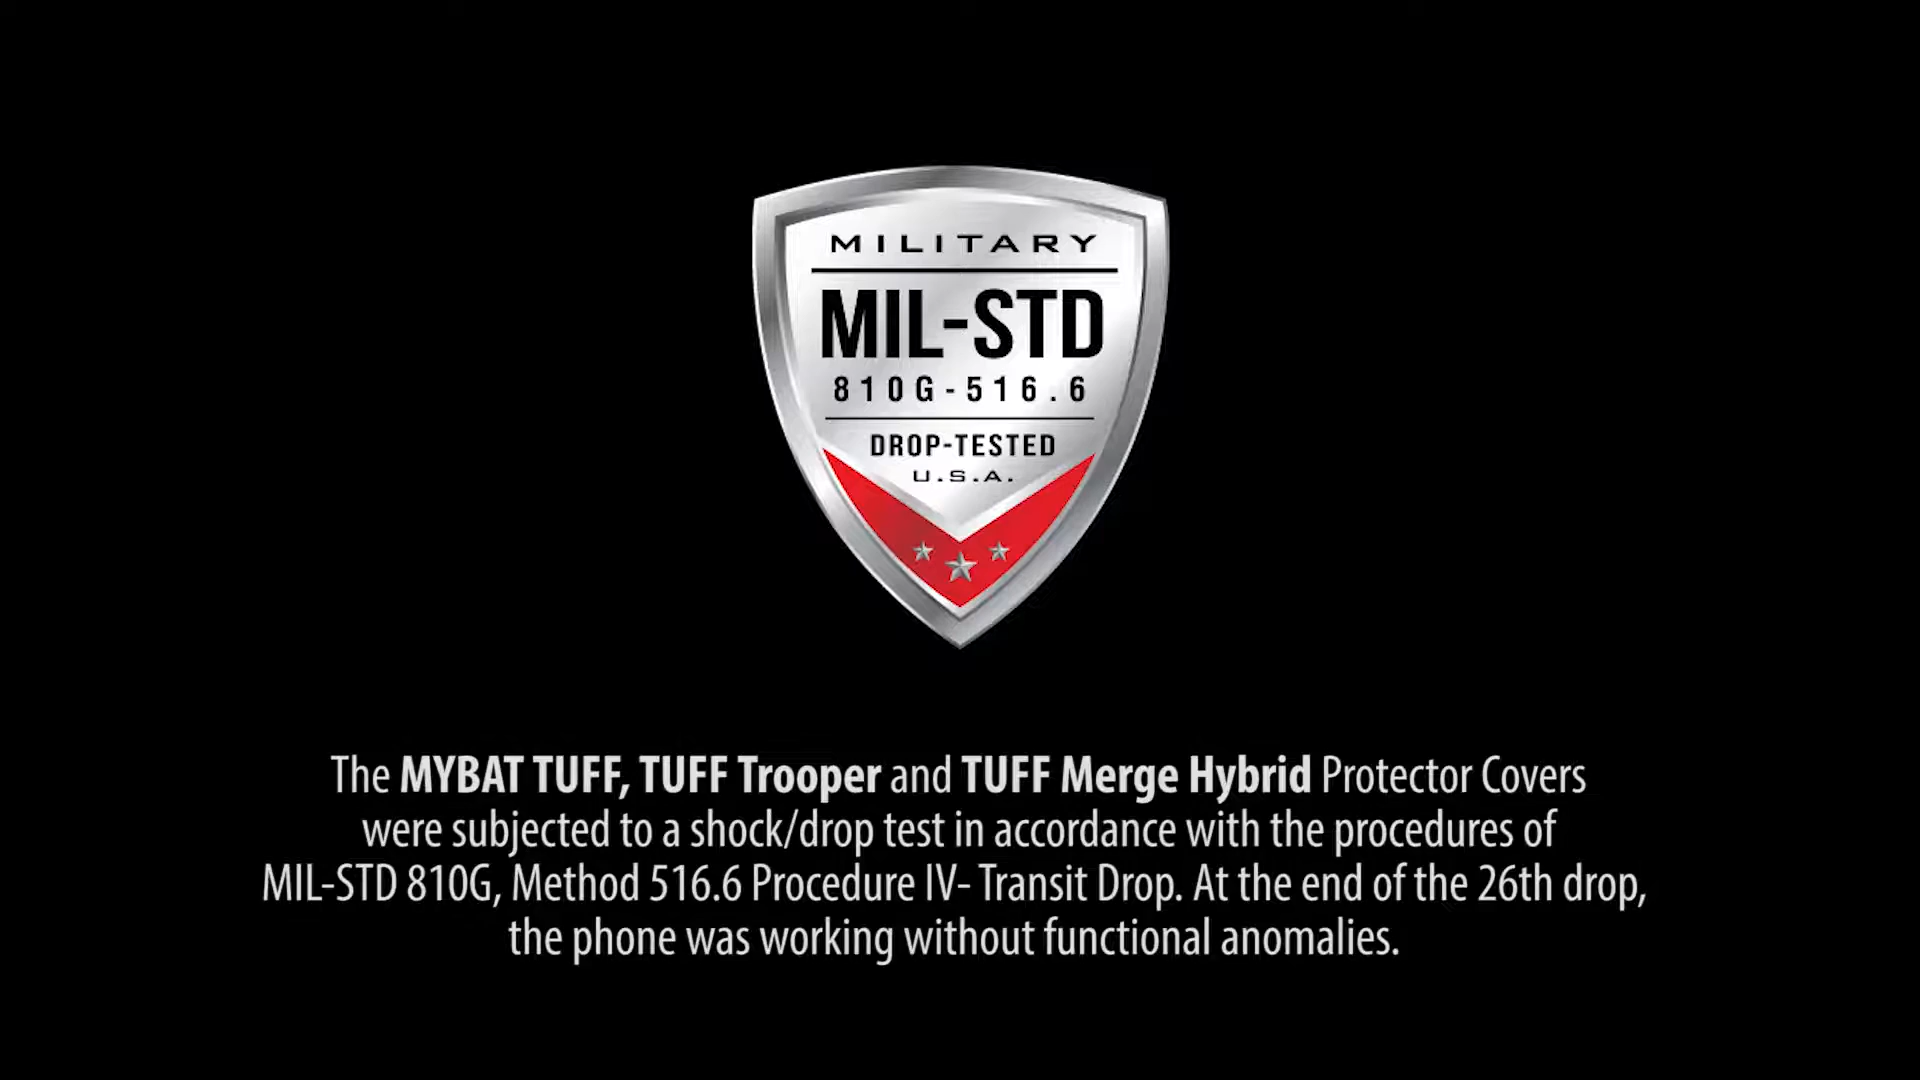 MILITARY
MIL-STD
810G-516.6
DROP-TESTED
U.S.A.
The MYBAT TUFF, TUFF Trooper and TUFF Merge Hybrid Protector Covers
were subjected to a shock/drop test in accordance with the procedures of
MIL-STD 810G, Method 516.6 Procedure IV- Transit Drop. At the end of the 26th drop,
the phone was working without functional anomalies.